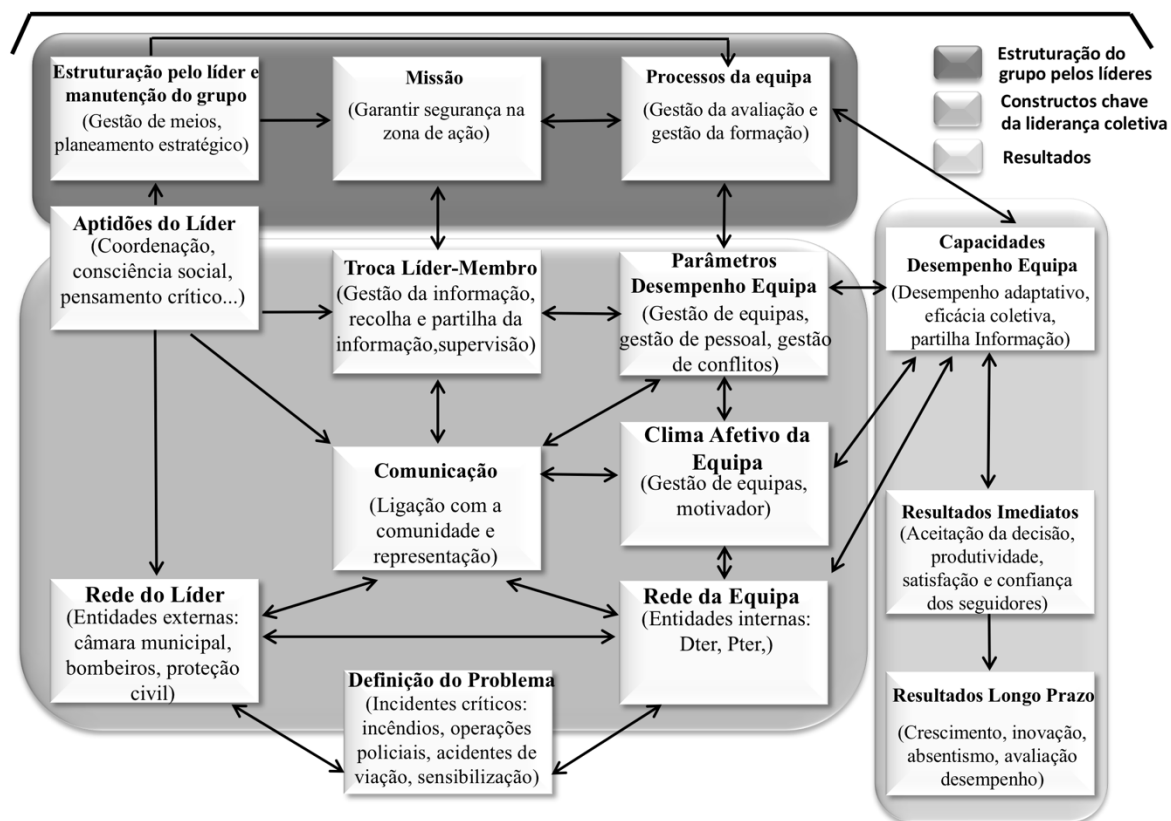 Estruturação pelo líder e
manutenção do grupo
(Gestão de meios,
planeamento estratégico)
Missão
(Garantir segurança na
zona de ação)
Processos da equipa
(Gestão da avaliação e
gestão da formação)
Estruturação do
grupo pelos líderes
Constructos chave
da liderança coletiva
Resultados
Aptidões do Líder
(Coordenação,
consciência social,
pensamento crítico...)
Troca Líder-Membro
(Gestão da informação,
recolha e partilha da
informação,supervisão)
Parâmetros
Desempenho Equipa
(Gestão de equipas,
gestão de pessoal, gestão
de conflitos)
Capacidades
Desempenho Equipa
(Desempenho adaptativo,
eficácia coletiva,
partilha Informação)
Comunicação
(Ligação com a
comunidade e
representação)
Clima Afetivo da
Equipa
(Gestão de equipas,
motivador)
Resultados Imediatos
(Aceitação da decisão,
produtividade,
satisfação e confiança
dos seguidores)
Rede do Líder
(Entidades externas:
câmara municipal,
bombeiros, proteção
civil)
Rede da Equipa
(Entidades internas:
Dter, Pter,)
Definição do Problema
(Incidentes críticos:
incêndios, operações
policiais, acidentes de
viação, sensibilização)
Resultados Longo Prazo
(Crescimento, inovação,
absentismo, avaliação
desempenho)